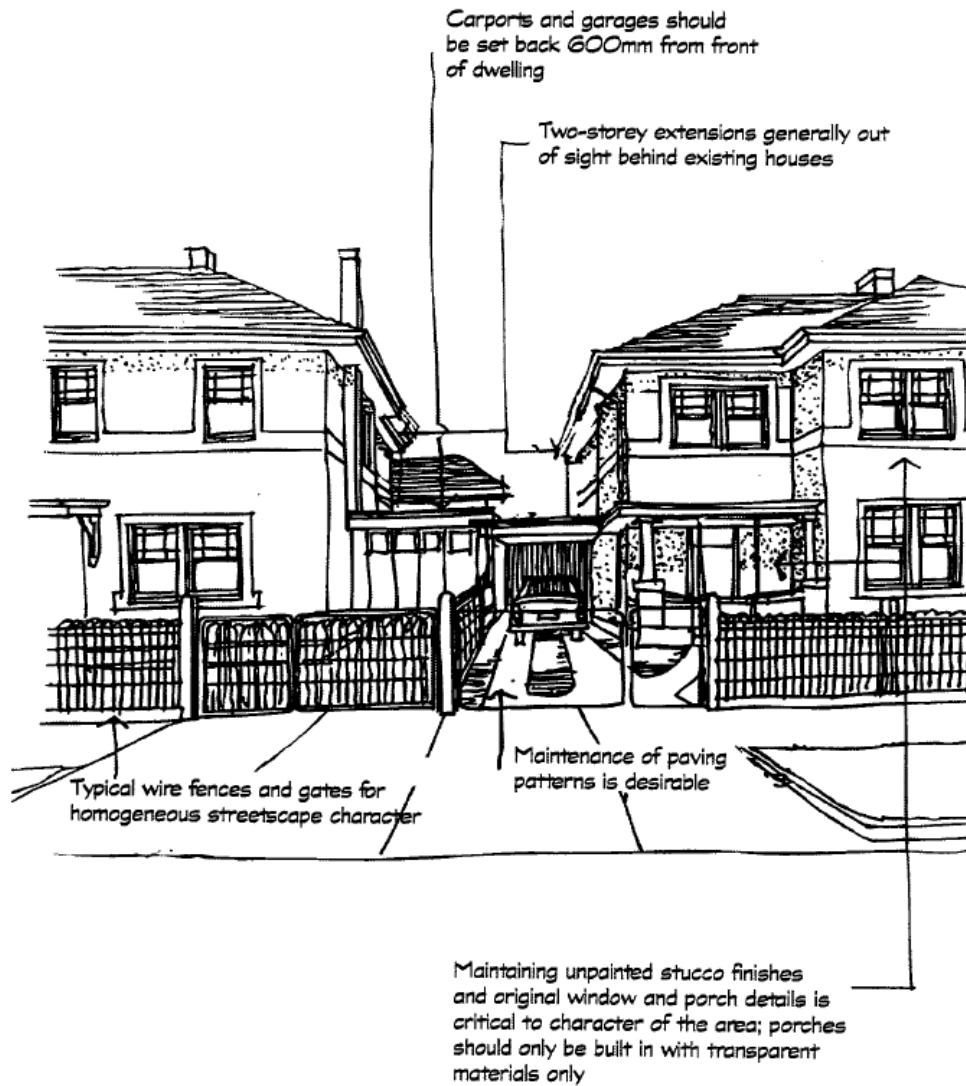 Carports and garages should
be set back 600mm from front
of dwelling
Two-storey extensions generally out
of sight behind existing houses
Typical wire fences and gates for
homogeneous streetscape character
Maintenance of paving
patterns is desirable
Maintaining unpainted stucco finishes
and original window and porch details is
critical to character of the area; porches
should only be built in with transparent
materials only